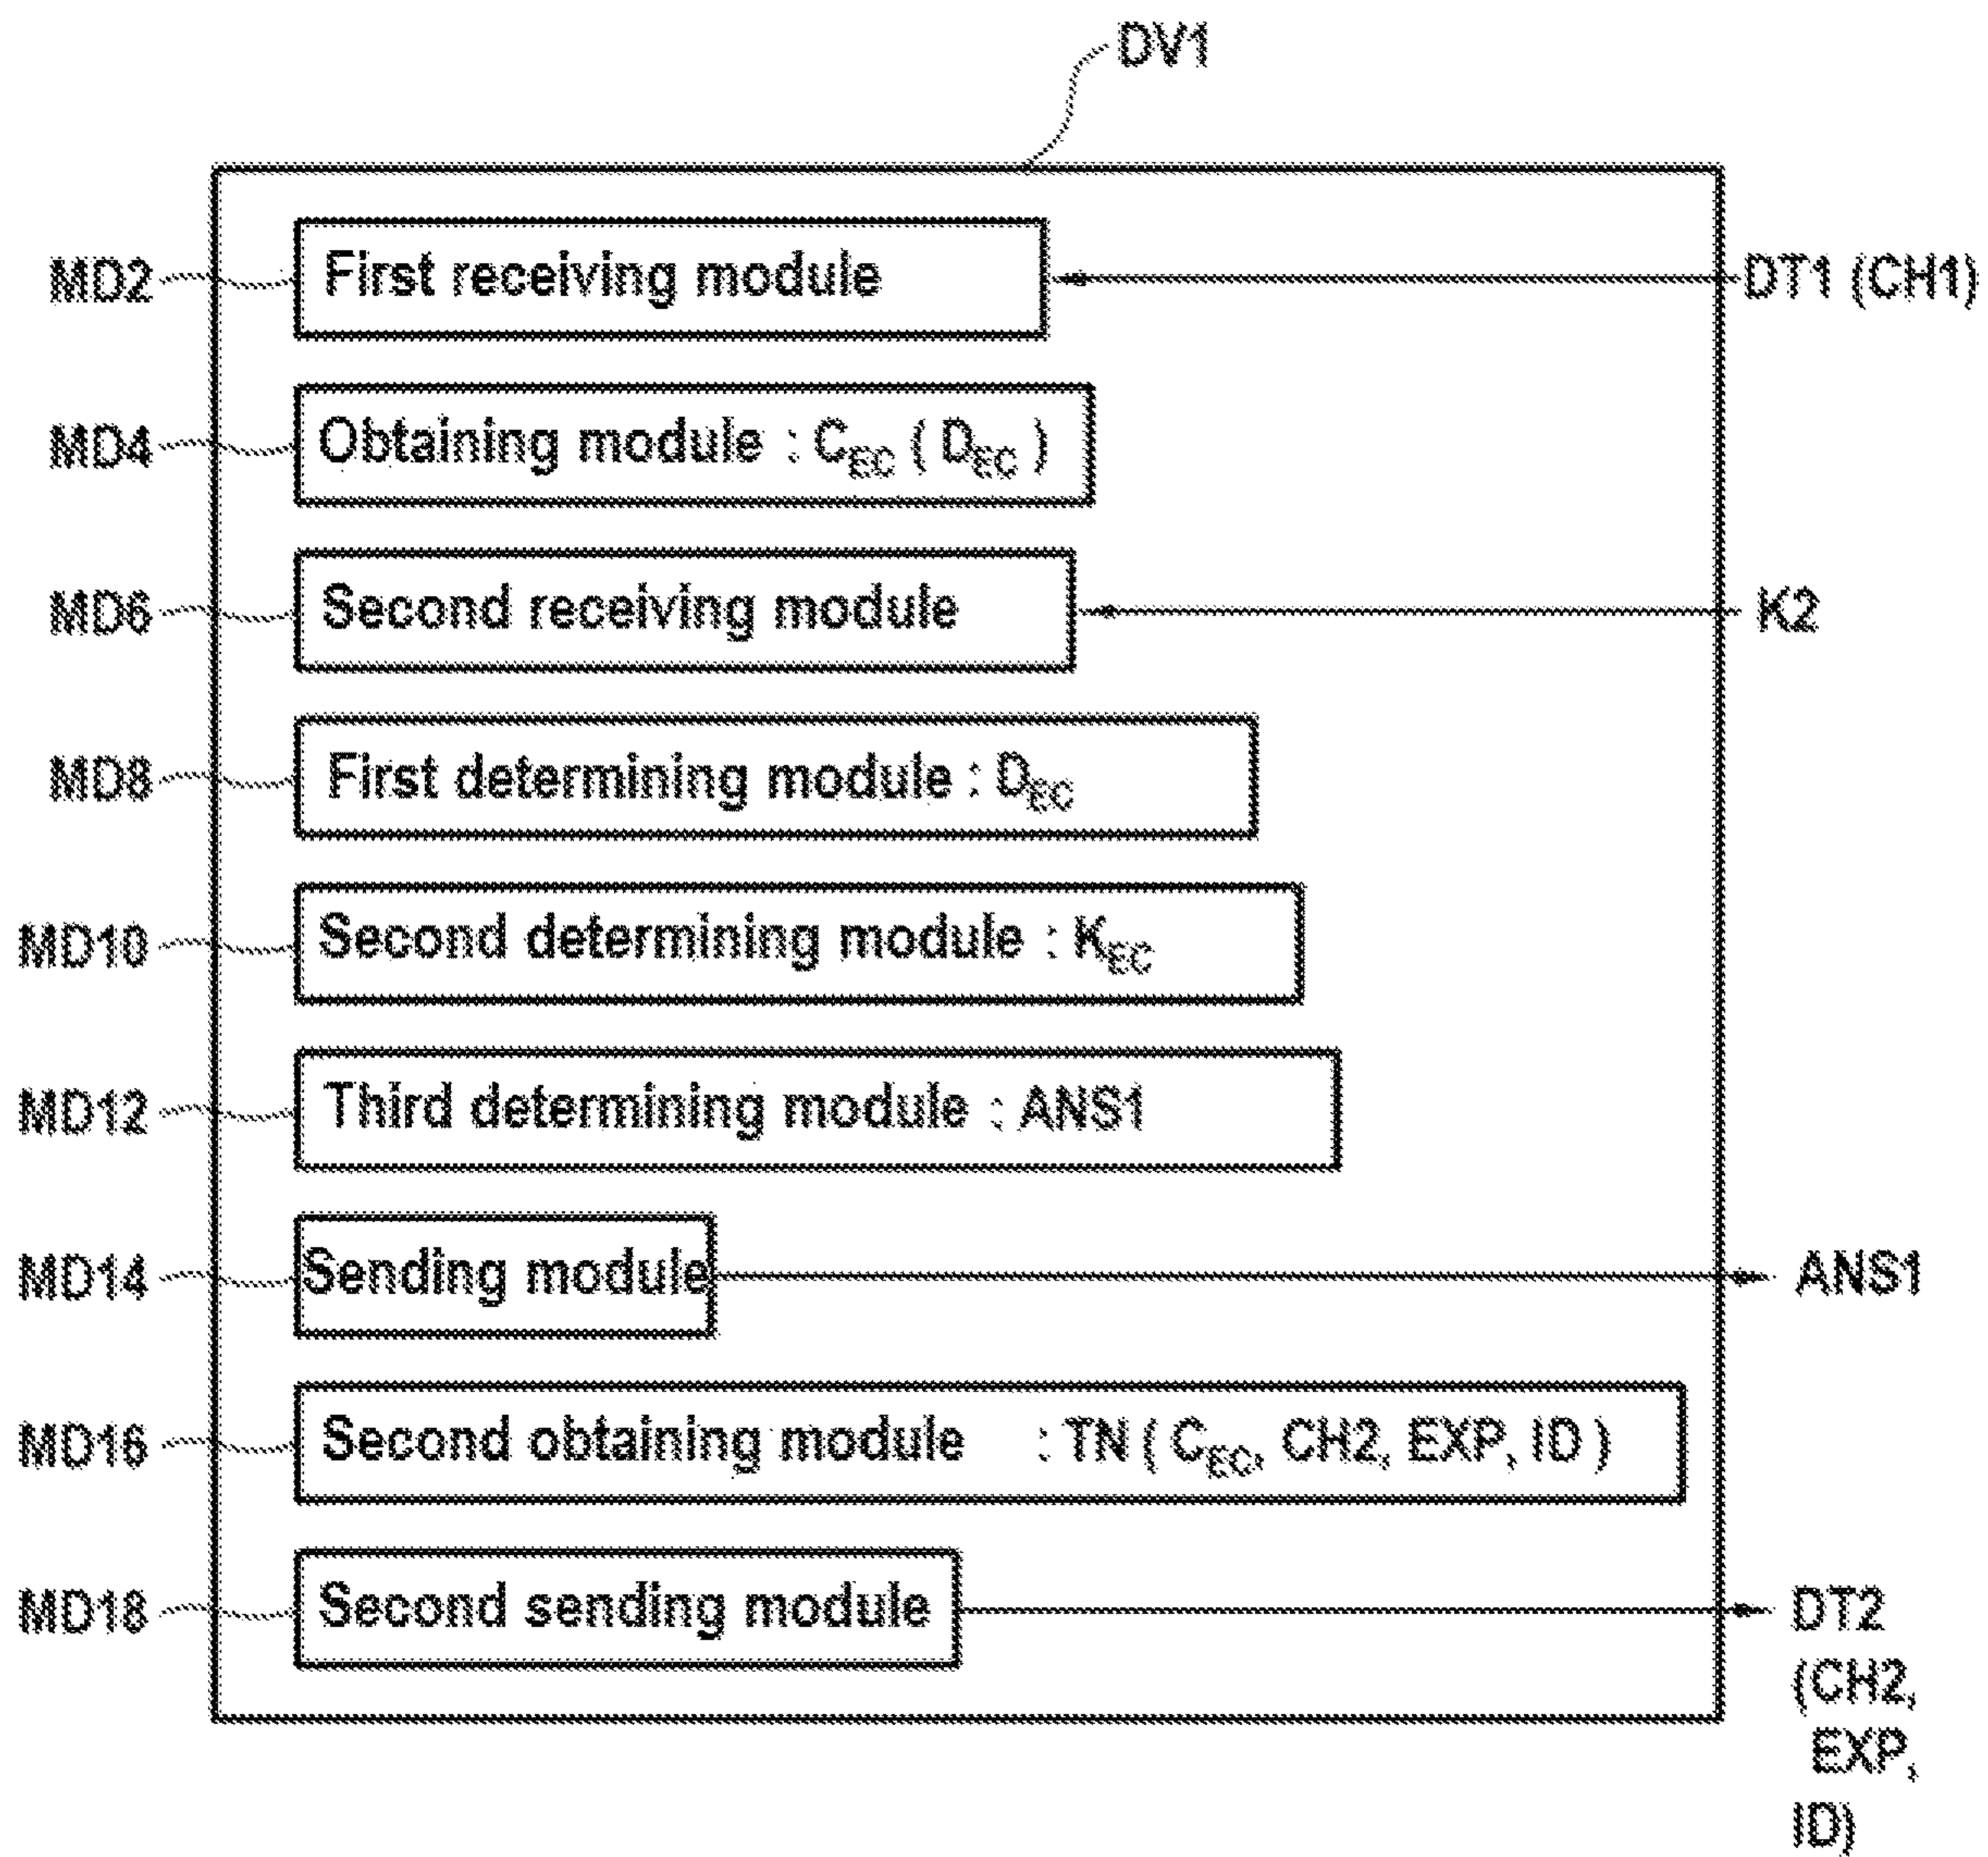 DV1
MD2 First receiving module DT1 (CH1)
MD4 Obtaining module : C_EC ( D_EC )
MD6 Second receiving module K2
MD8 First determining module : D_EC
MD10 Second determining module : K_EC
MD12 Third determining module : ANS1
MD14 Sending module ANS1
MD16 Second obtaining module : TN ( C_EC, CH2, EXP, ID )
MD18 Second sending module DT2
(CH2,
EXP,
ID)